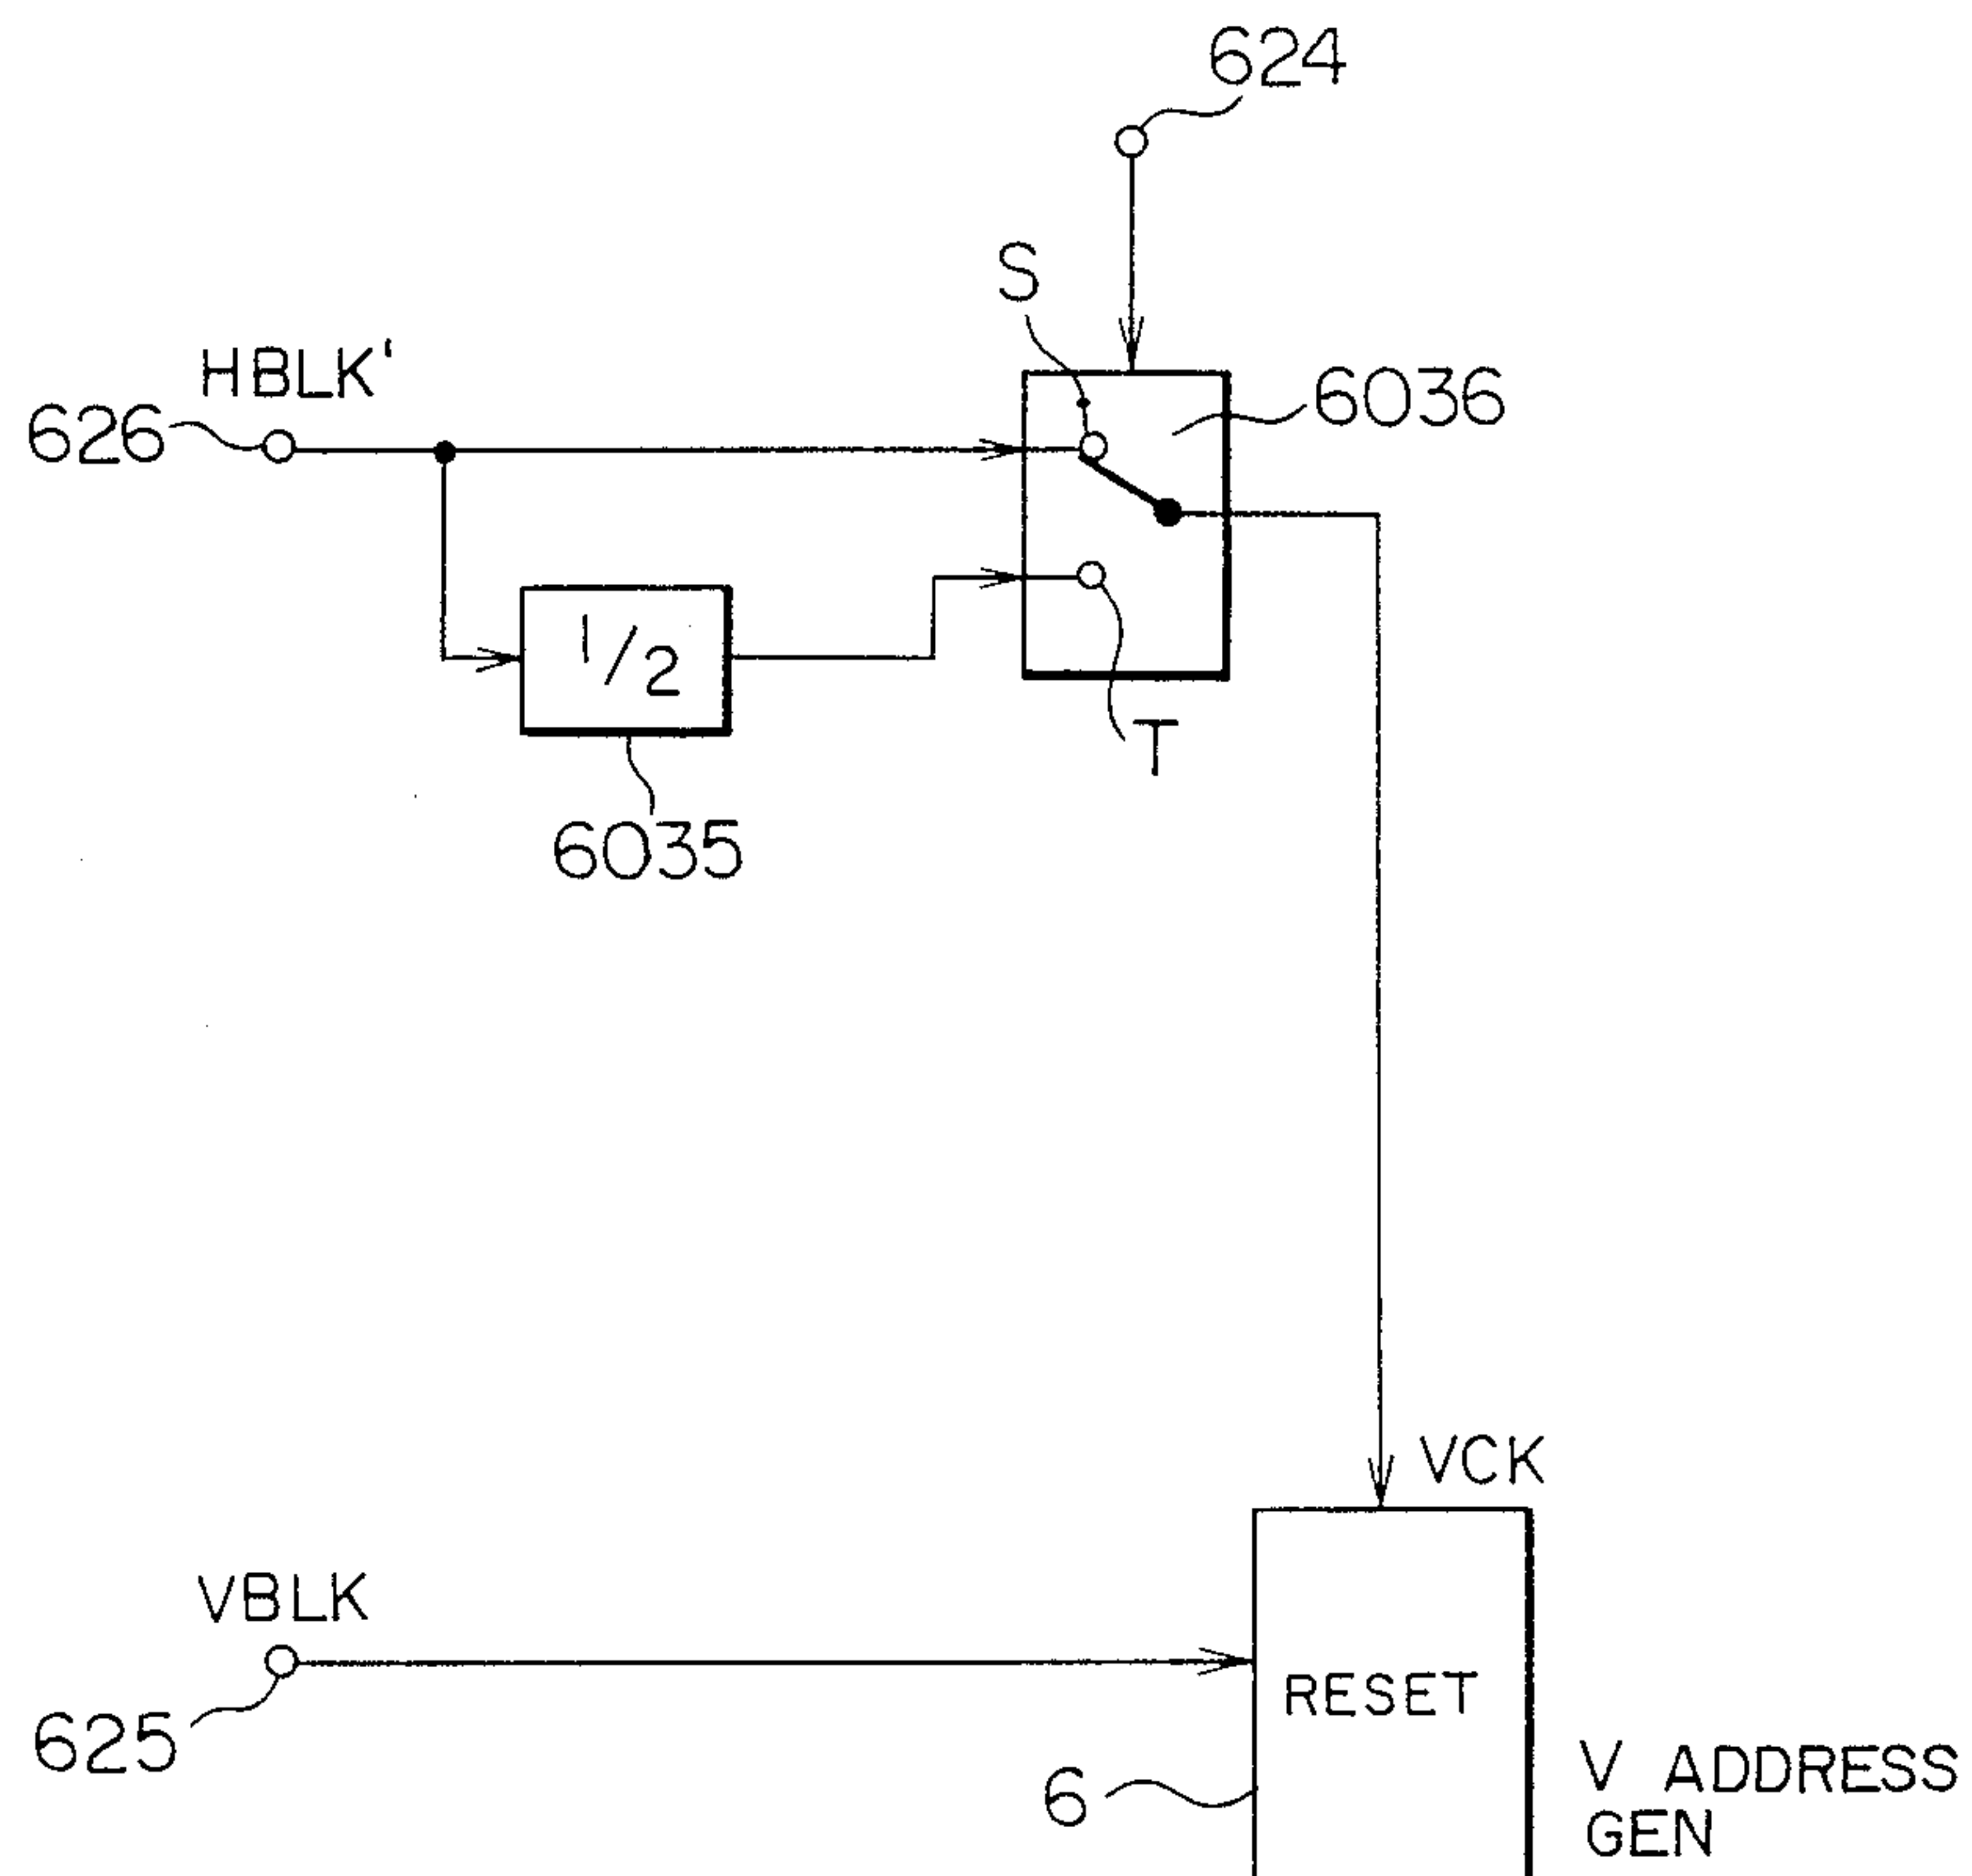 624
S
HBLK'
626
6036
1/2
T
6035
VCK
VBLK
RESET
625
6
V ADDRESS
GEN